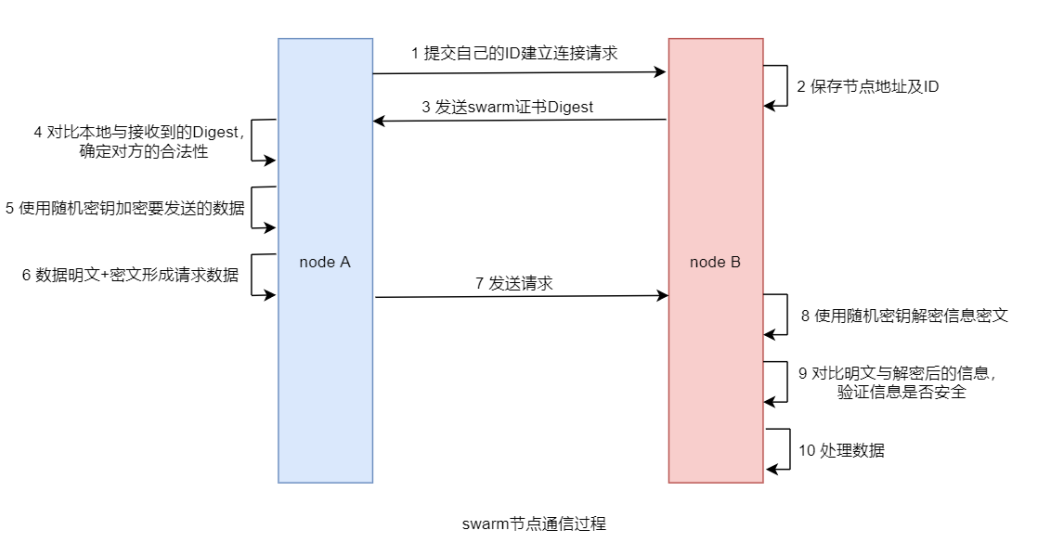 1 提交自己的ID建立连接请求
2 保存节点地址及ID
3 发送swarm证书Digest
4 对比本地与接收到的Digest，
确定对方的合法性
5 使用随机密钥加密要发送的数据
node A
node B
6 数据明文+密文形成请求数据
7 发送请求
8 使用随机密钥解密信息密文
9 对比明文与解密后的信息，
验证信息是否安全
10 处理数据
swarm节点通信过程